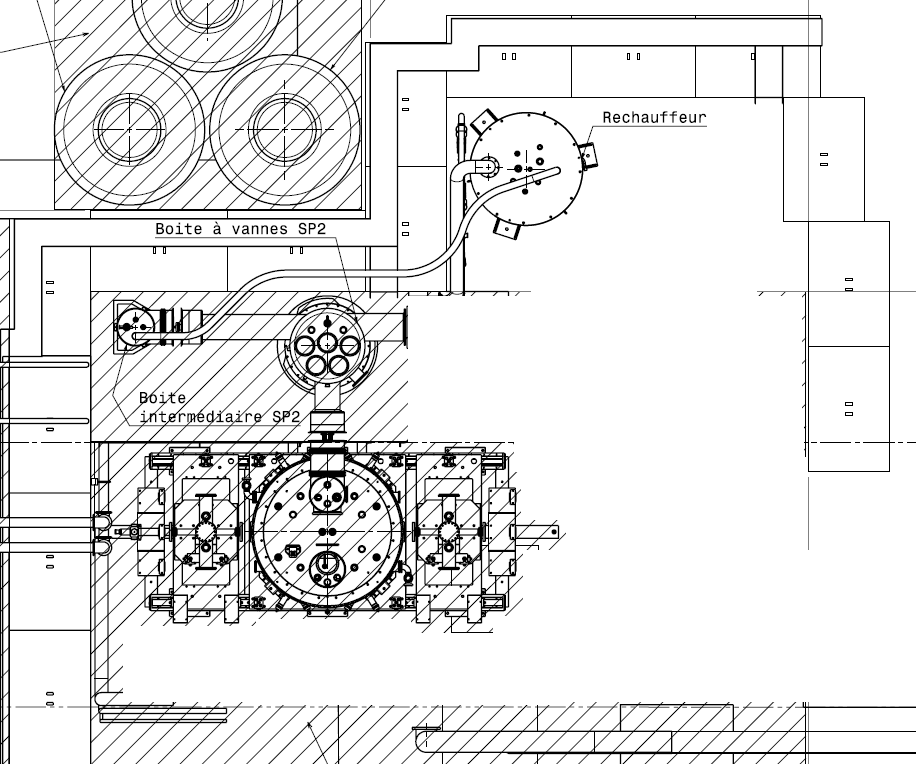 Rechauffeur
Boite à vannes SP2
Boite
intermédiaire SP2